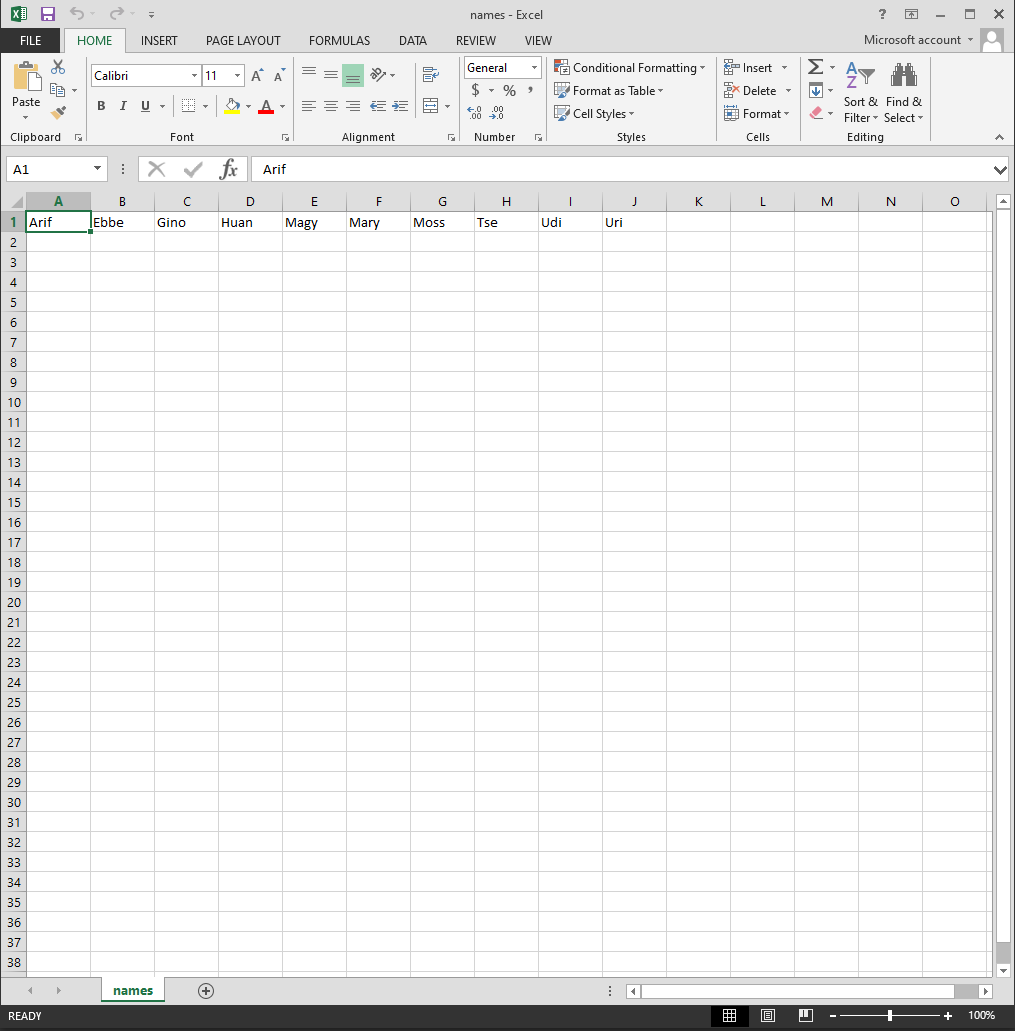 names - Excel
?
FILE HOME INSERT PAGE LAYOUT FORMULAS DATA REVIEW VIEW Microsoft account
Paste
Calibri 11
B I U A
General
$ % ,
.00 .00
Conditional Formatting
Format as Table
Cell Styles
Insert
Delete
Format
Sort & Filter
Find & Select
Clipboard Font Alignment Number Styles Cells Editing
A1 fx Arif
A B C D E F G H I J K L M N O
1 Arif Ebbe Gino Huan Magy Mary Moss Tse Udi Uri
2
3
4
5
6
7
8
9
10
11
12
13
14
15
16
17
18
19
20
21
22
23
24
25
26
27
28
29
30
31
32
33
34
35
36
37
38
names
READY 100%